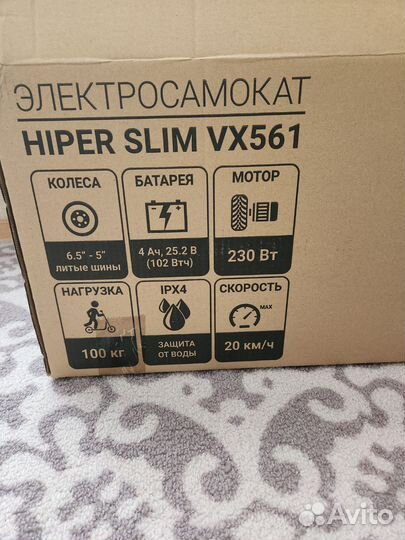 ЭЛЕКТРОСАМОКАТ
HIPER SLIM VX561
КОЛЕСА
6.5" - 5"
литые шины
БАТАРЕЯ
4 Ач, 25.2 В
(102 Втч)
МОТОР
230 Вт
НАГРУЗКА
100 кг
IPX4
ЗАЩИТА
ОТ ВОДЫ
СКОРОСТЬ
MAX
20 км/ч
Avito